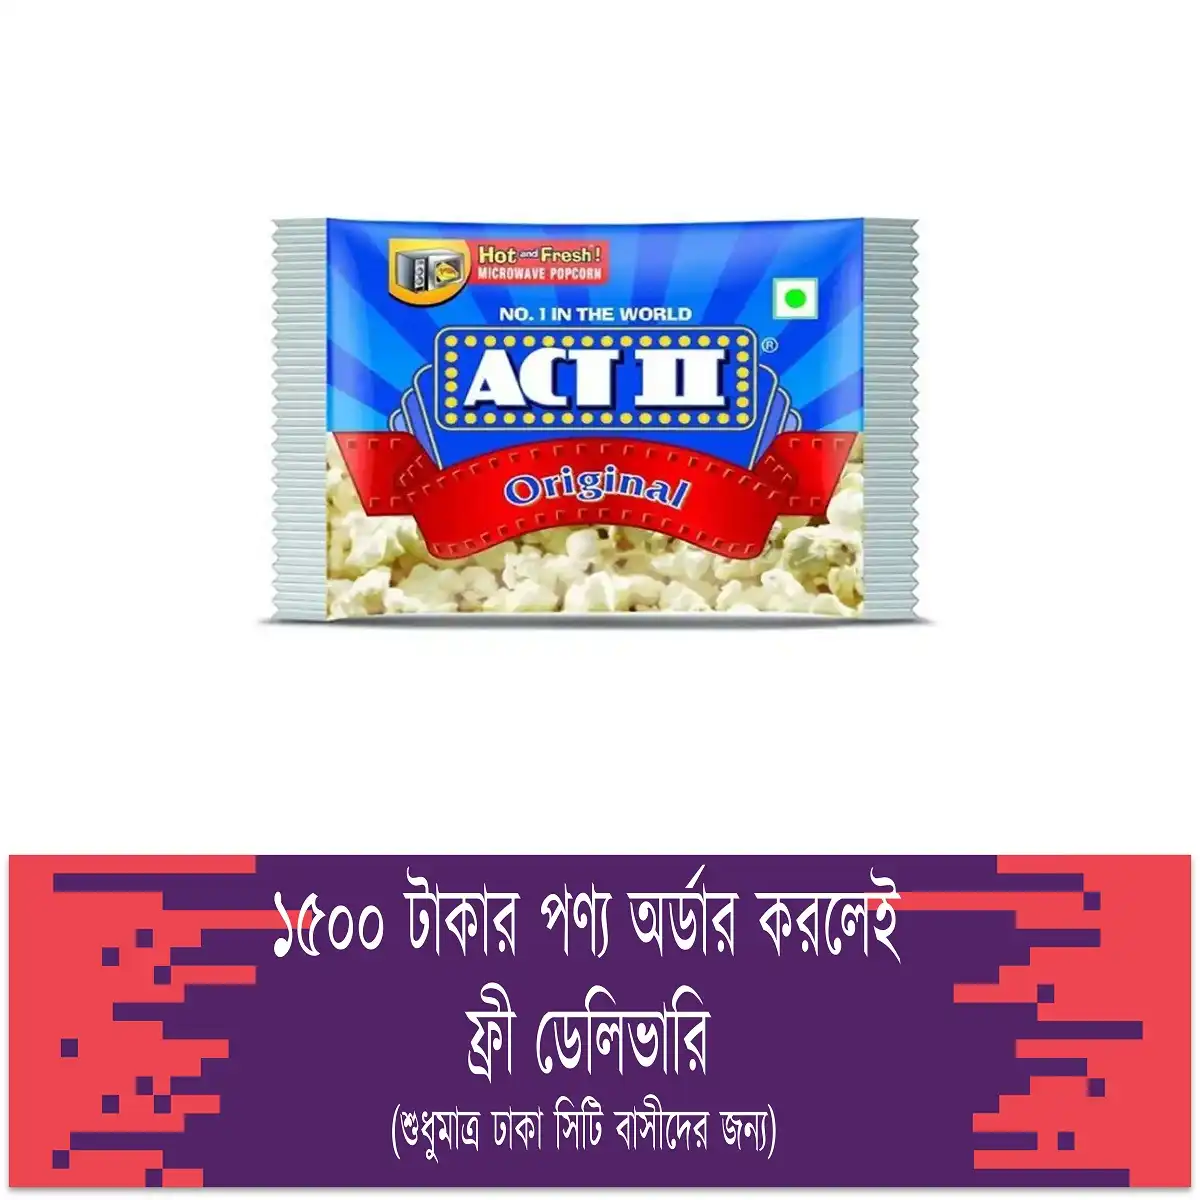 Hot and Fresh!
MICROWAVE POPCORN
NO. 1 IN THE WORLD
ACT II ®
Original
১৫০০ টাকার পণ্য অর্ডার করলেই
ফ্রী ডেলিভারি
(শুধুমাত্র ঢাকা সিটি বাসীদের জন্য)